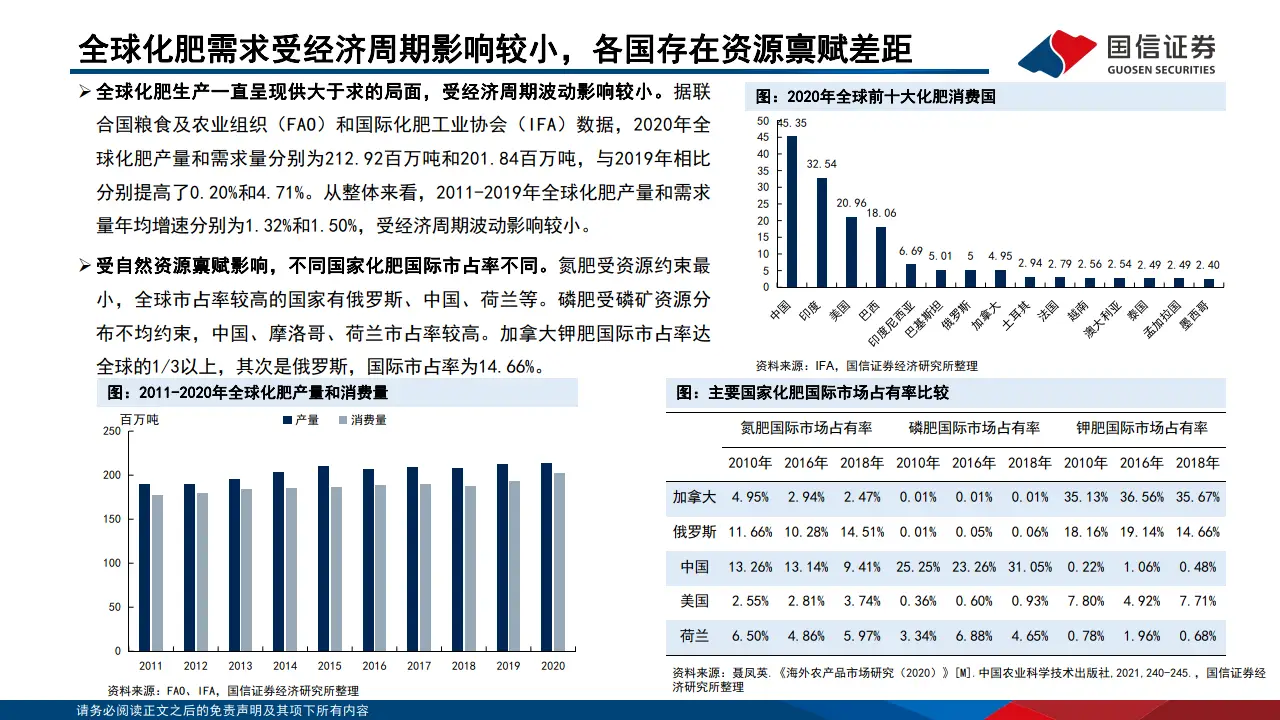 全球化肥需求受经济周期影响较小，各国存在资源禀赋差距
国信证券
GUOSEN SECURITIES
全球化肥生产一直呈现供大于求的局面，受经济周期波动影响较小。据联
合国粮食及农业组织（FAO）和国际化肥工业协会（IFA）数据，2020年全
球化肥产量和需求量分别为212.92百万吨和201.84百万吨，与2019年相比
分别提高了0.20%和4.71%。从整体来看，2011-2019年全球化肥产量和需求
量年均增速分别为1.32%和1.50%，受经济周期波动影响较小。
受自然资源禀赋影响，不同国家化肥国际市占率不同。氮肥受资源约束最
小，全球市占率较高的国家有俄罗斯、中国、荷兰等。磷肥受磷矿资源分
布不均约束，中国、摩洛哥、荷兰市占率较高。加拿大钾肥国际市占率达
全球的1/3以上，其次是俄罗斯，国际市占率为14.66%。
图：2020年全球前十大化肥消费国
50
45
40
35
30
25
20
15
10
5
0
45.35
32.54
20.96
18.06
6.69
5.01
5
4.95
2.94
2.79
2.56
2.54
2.49
2.49
2.40
中国
印度
美国
巴西
印度尼西亚
巴基斯坦
俄罗斯
加拿大
土耳其
法国
越南
澳大利亚
泰国
孟加拉国
墨西哥
资料来源：IFA，国信证券经济研究所整理
图：2011-2020年全球化肥产量和消费量
百万吨
产量 消费量
250
200
150
100
50
0
2011 2012 2013 2014 2015 2016 2017 2018 2019 2020
资料来源：FAO、IFA，国信证券经济研究所整理
图：主要国家化肥国际市场占有率比较
氮肥国际市场占有率 磷肥国际市场占有率 钾肥国际市场占有率
2010年 2016年 2018年 2010年 2016年 2018年 2010年 2016年 2018年
加拿大 4.95% 2.94% 2.47% 0.01% 0.01% 0.01% 35.13% 36.56% 35.67%
俄罗斯 11.66% 10.28% 14.51% 0.01% 0.05% 0.06% 18.16% 19.14% 14.66%
中国 13.26% 13.14% 9.41% 25.25% 23.26% 31.05% 0.22% 1.06% 0.48%
美国 2.55% 2.81% 3.74% 0.36% 0.60% 0.93% 7.80% 4.92% 7.71%
荷兰 6.50% 4.86% 5.97% 3.34% 6.88% 4.65% 0.78% 1.96% 0.68%
资料来源：聂凤英.《海外农产品市场研究（2020）》[M].中国农业科学技术出版社,2021,240-245.，国信证券经
济研究所整理
请务必阅读正文之后的免责声明及其项下所有内容